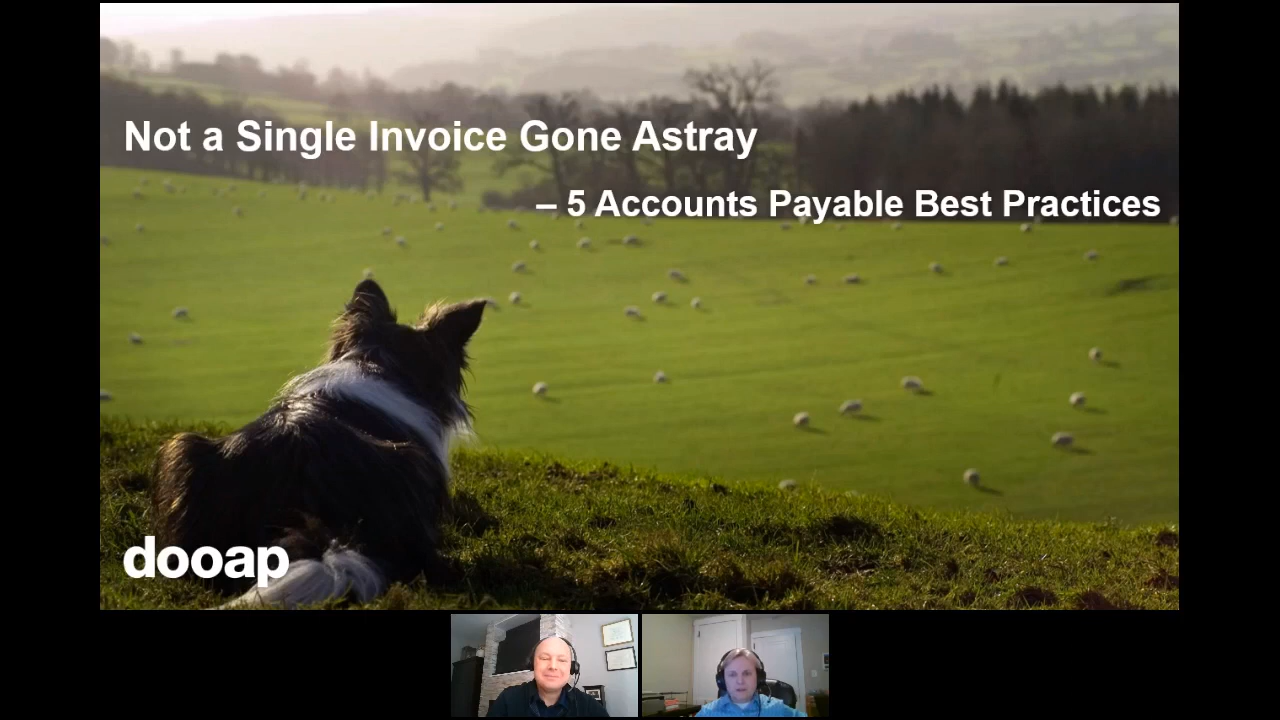 Not a Single Invoice Gone Astray
– 5 Accounts Payable Best Practices
dooap